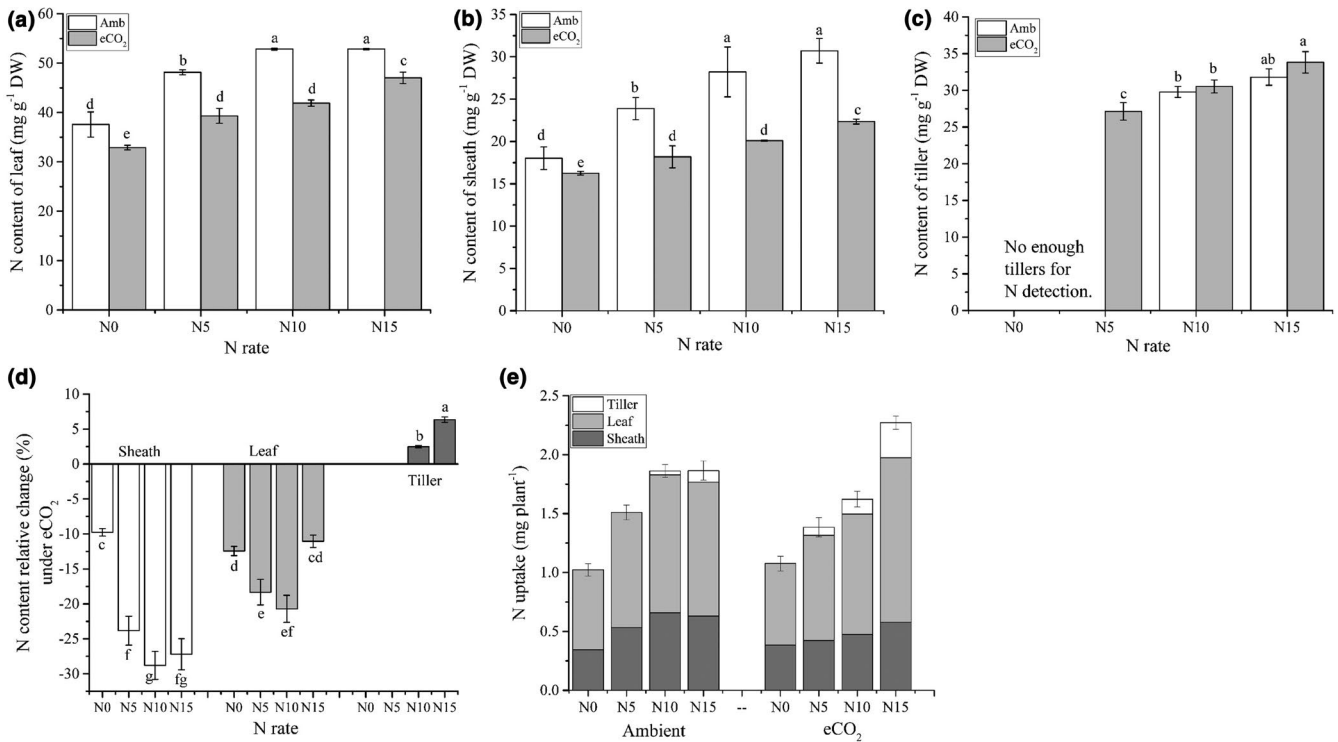 (a)
Amb
eCO2
N content of leaf (mg g-1 DW)
60
50
40
30
20
10
0
d
e
b
d
a
d
a
c
N0
N5
N10
N15
N rate
(b)
Amb
eCO2
N content of sheath (mg g-1 DW)
35
30
25
20
15
10
5
0
d
e
b
d
a
d
a
c
N0
N5
N10
N15
N rate
(c)
Amb
eCO2
N content of tiller (mg g-1 DW)
40
35
30
25
20
15
10
5
0
No enough
tillers for
N detection.
c
b
b
ab
a
N0
N5
N10
N15
N rate
(d)
N content relative change (%)
under eCO2
10
5
0
-5
-10
-15
-20
-25
-30
Sheath
Leaf
Tiller
c
f
g
fg
d
e
ef
cd
b
a
N0
N5
N10
N15
N0
N5
N10
N15
N0
N5
N10
N15
N rate
(e)
Tiller
Leaf
Sheath
N uptake (mg plant-1)
2.5
2.0
1.5
1.0
0.5
0.0
N0
N5
N10
N15
--
N0
N5
N10
N15
Ambient
eCO2